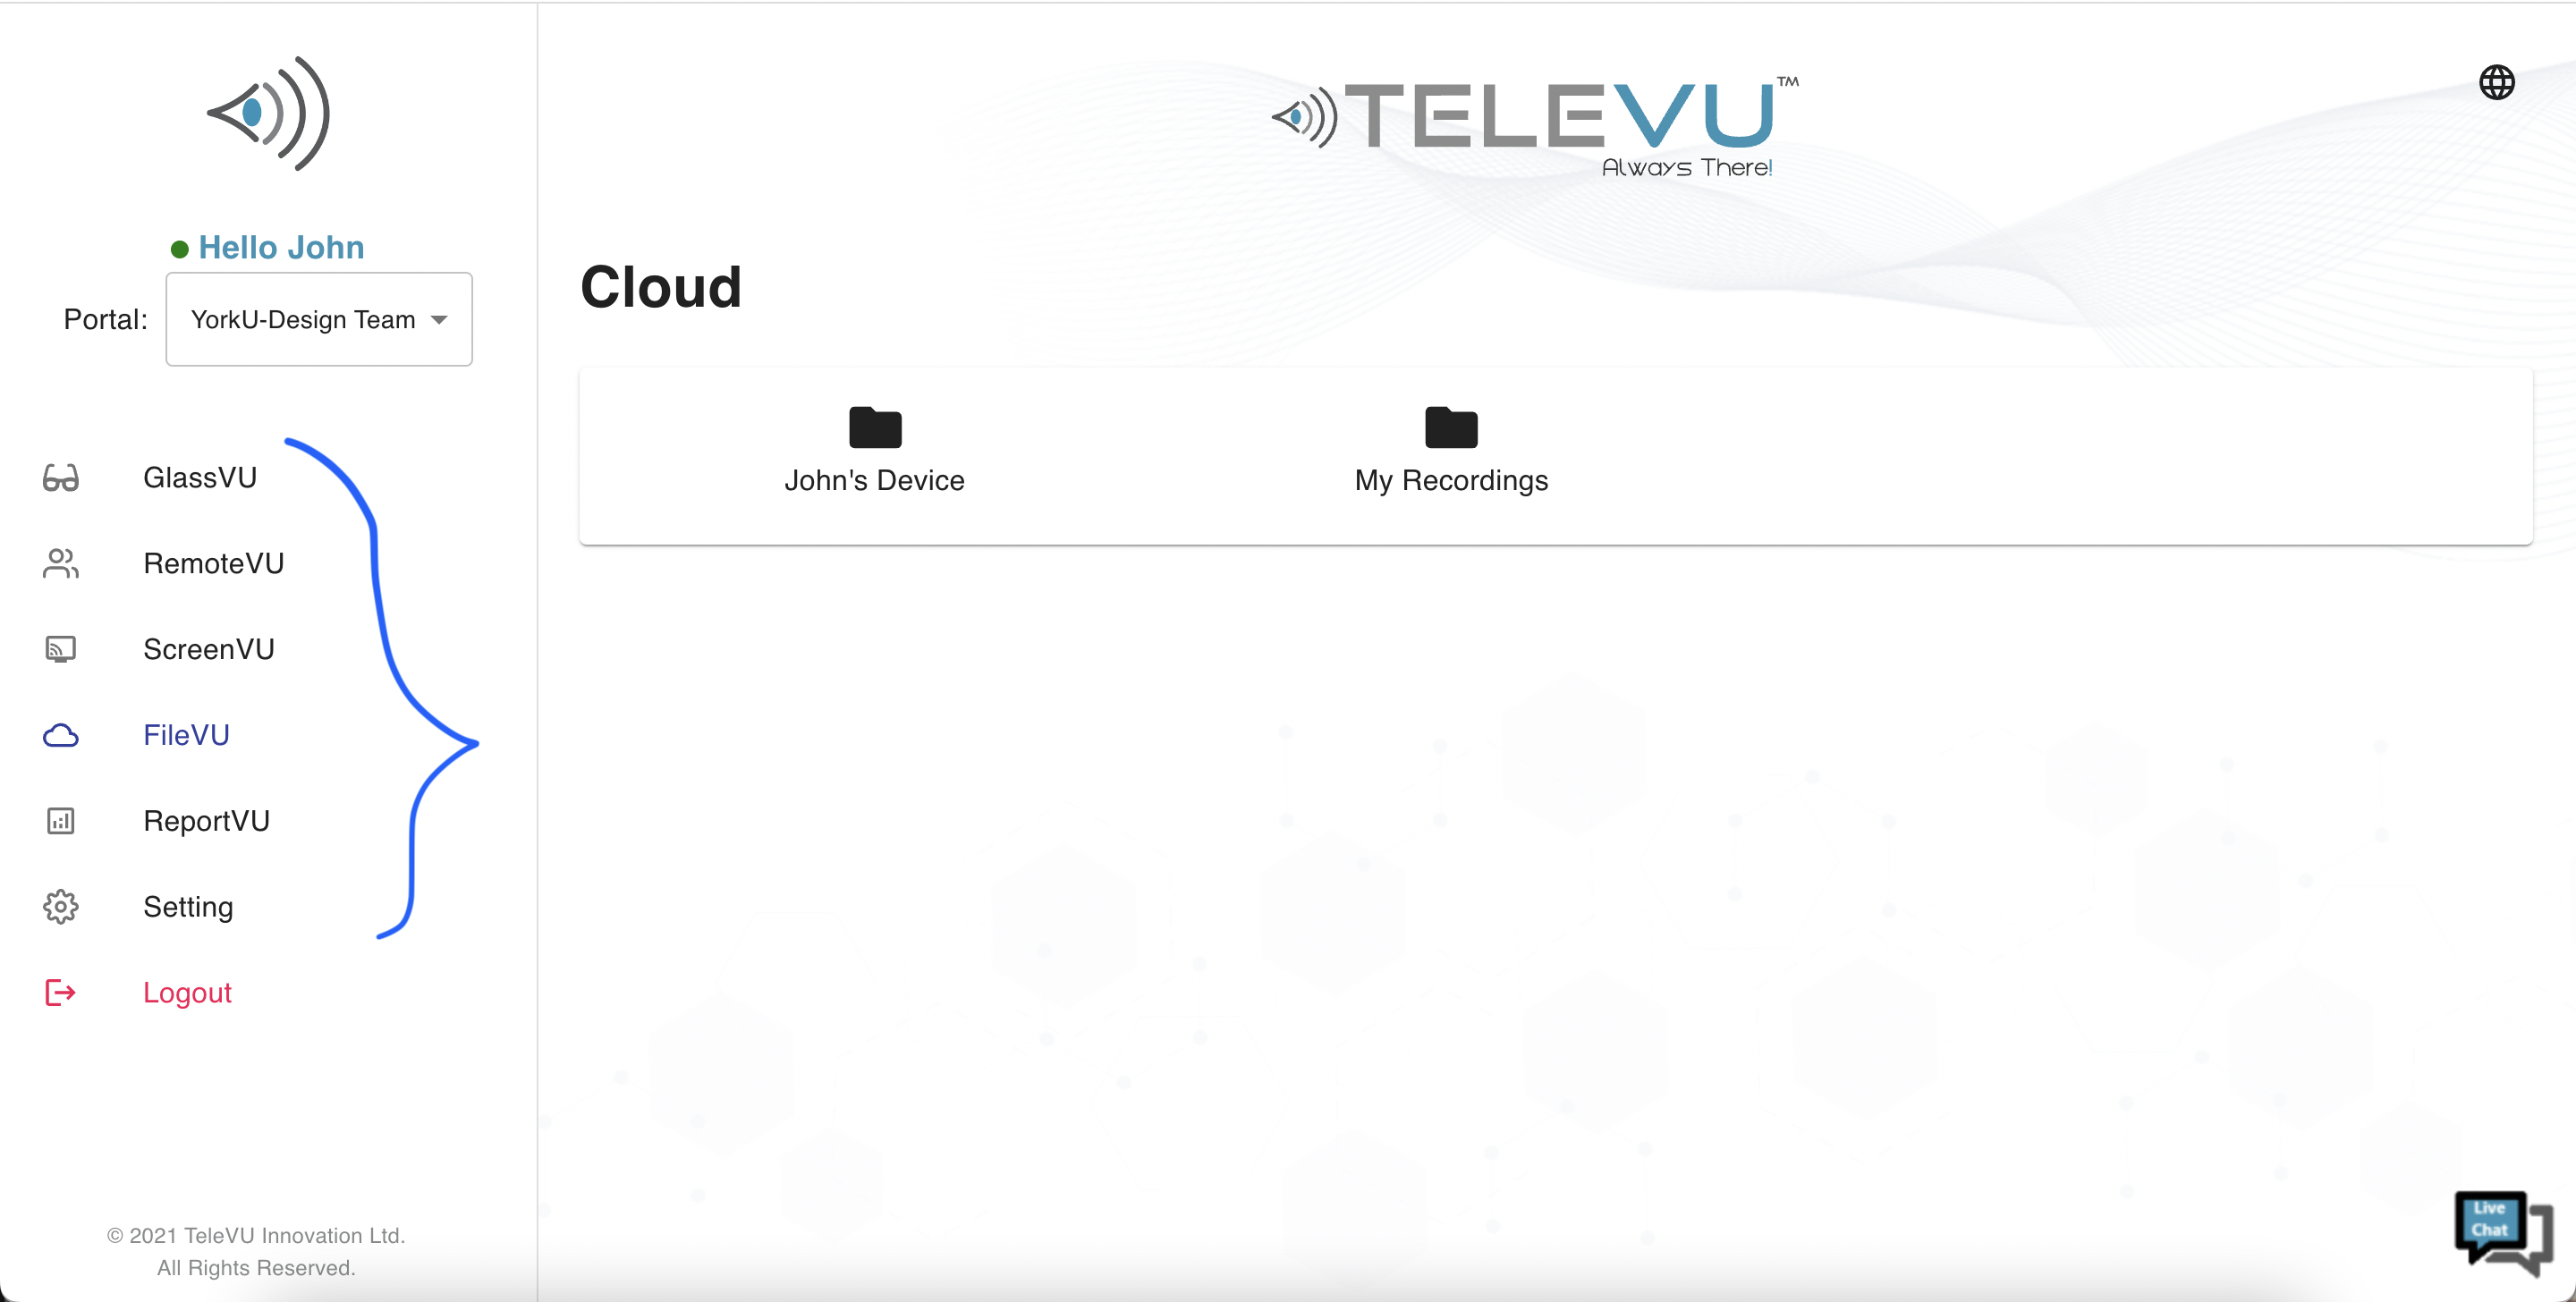 TELEVU™
Always There!
Hello John
Portal: YorkU-Design Team
Cloud
John's Device
My Recordings
GlassVU
RemoteVU
ScreenVU
FileVU
ReportVU
Setting
Logout
© 2021 TeleVU Innovation Ltd.
All Rights Reserved.
Live
Chat